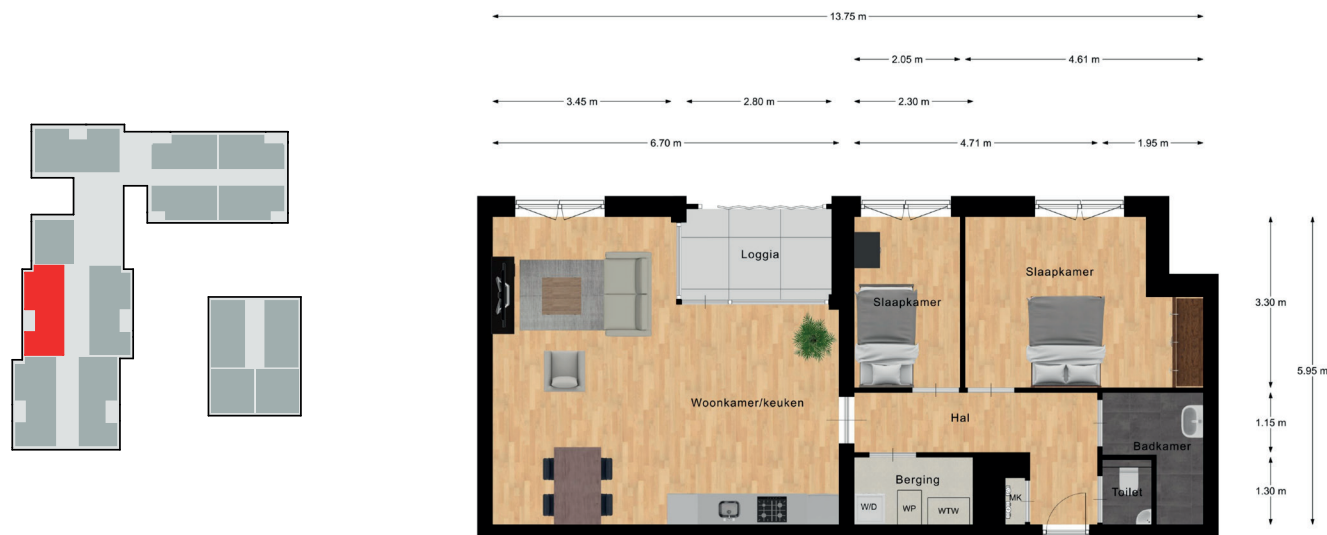 13.75 m
2.05 m
4.61 m
3.45 m
2.80 m
2.30 m
6.70 m
4.71 m
1.95 m
Loggia
Slaapkamer
Slaapkamer
3.30 m
5.95 m
Woonkamer/keuken
Hal
1.15 m
Badkamer
Berging
1.30 m
W/D
WP
WTW
MK
Toilet